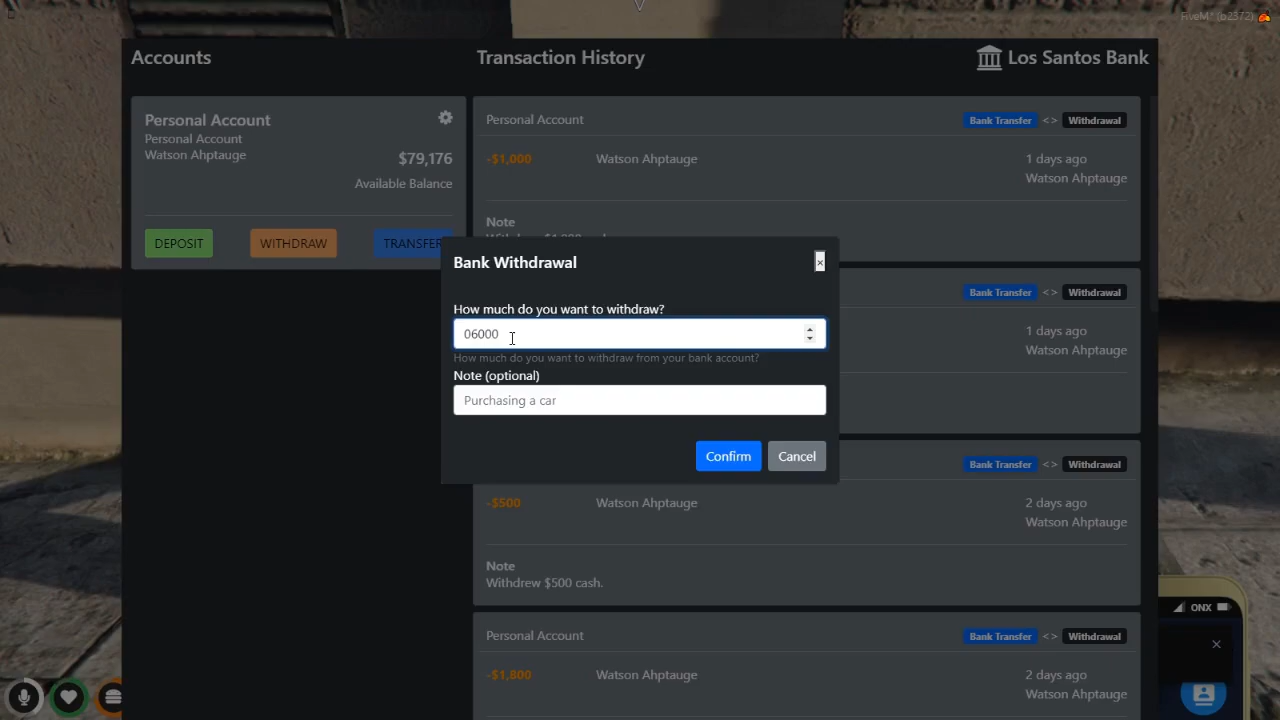 FiveM* (b2372)
Accounts
Transaction History
Los Santos Bank
Personal Account
Personal Account
Watson Ahptauge
$79,176
Available Balance
DEPOSIT
WITHDRAW
TRANSFER
Personal Account
Bank Transfer <> Withdrawal
-$1,000
Watson Ahptauge
1 days ago
Watson Ahptauge
Note
Bank Transfer <> Withdrawal
1 days ago
Watson Ahptauge
Bank Withdrawal
×
How much do you want to withdraw?
06000
How much do you want to withdraw from your bank account?
Note (optional)
Purchasing a car
Confirm
Cancel
Bank Transfer <> Withdrawal
-$500
Watson Ahptauge
2 days ago
Watson Ahptauge
Note
Withdrew $500 cash.
Personal Account
Bank Transfer <> Withdrawal
-$1,800
Watson Ahptauge
2 days ago
Watson Ahptauge
ONX